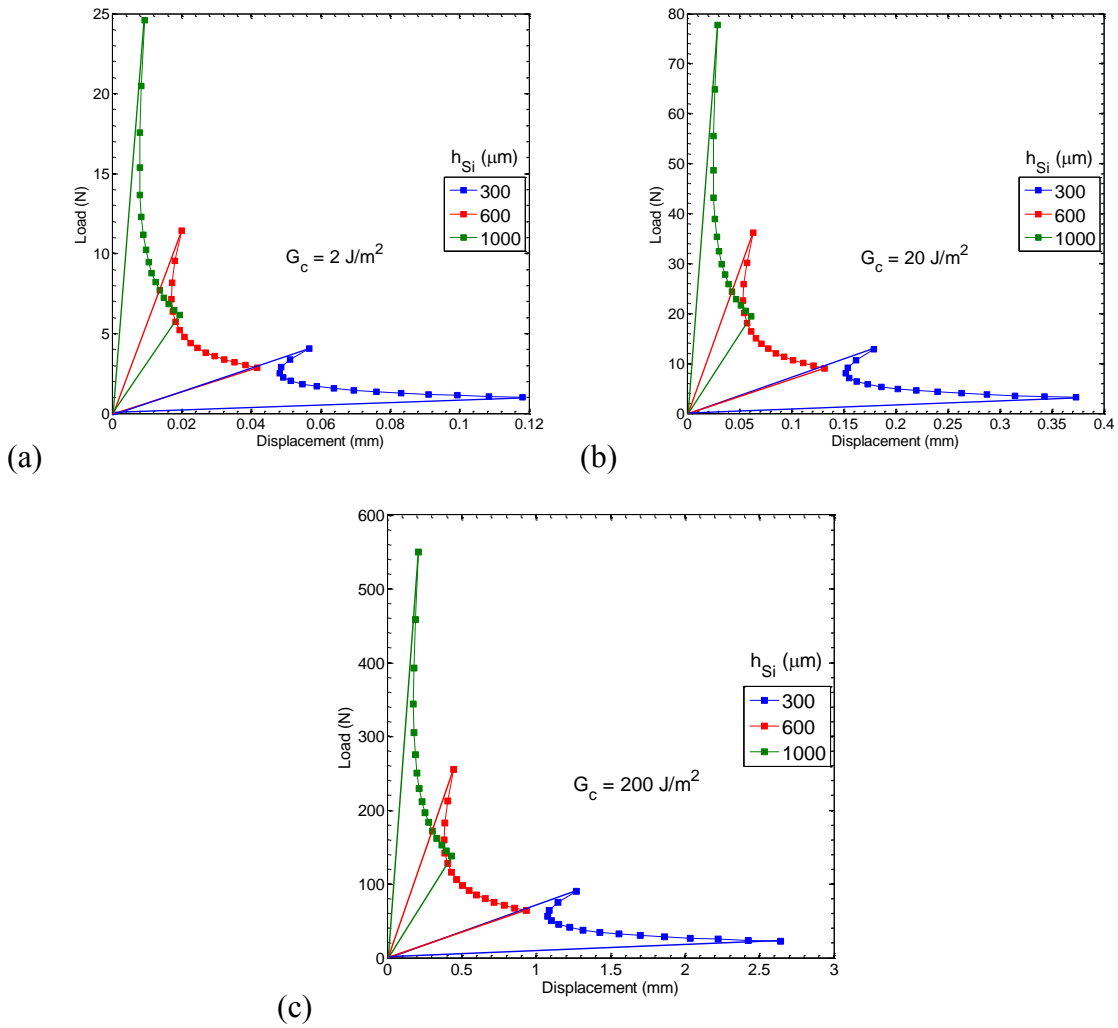 25
20
15
10
5
0
Load (N)
h_Si (μm)
300
600
1000
G_c = 2 J/m²
0 0.02 0.04 0.06 0.08 0.1 0.12
Displacement (mm)
(a)
80
70
60
50
40
30
20
10
0
Load (N)
h_Si (μm)
300
600
1000
G_c = 20 J/m²
0 0.05 0.1 0.15 0.2 0.25 0.3 0.35 0.4
Displacement (mm)
(b)
600
500
400
300
200
100
0
Load (N)
h_Si (μm)
300
600
1000
G_c = 200 J/m²
0 0.5 1 1.5 2 2.5 3
Displacement (mm)
(c)